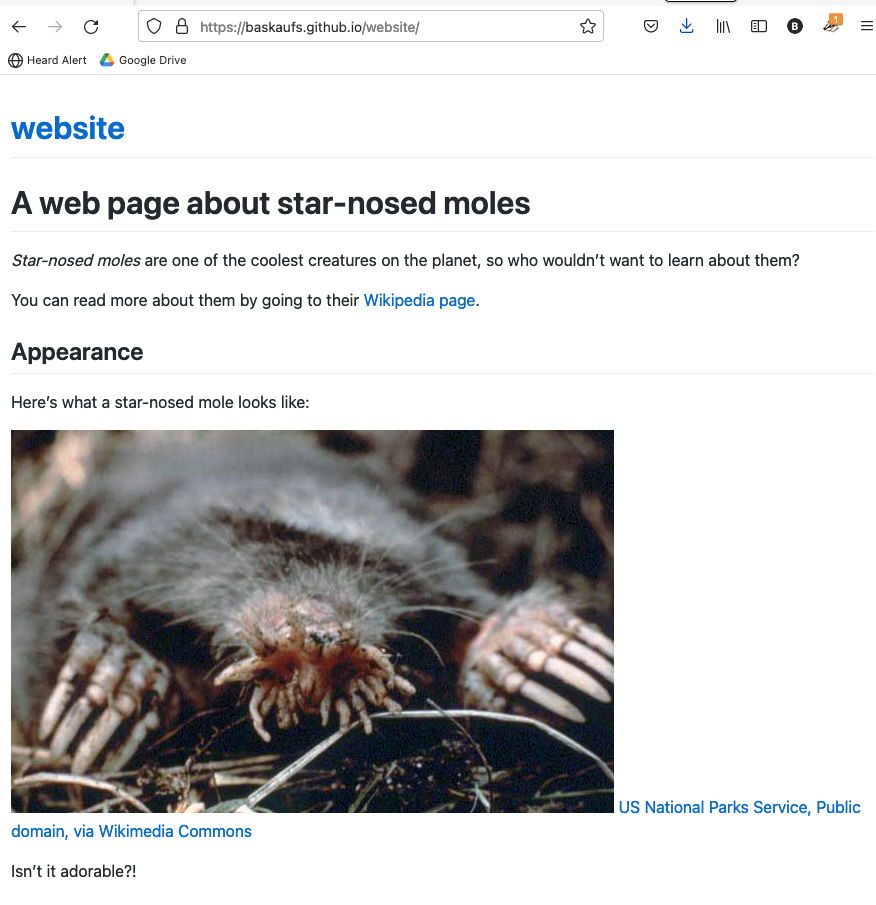 https://baskaufs.github.io/website/
B
1
Heard Alert Google Drive
website
A web page about star-nosed moles
Star-nosed moles are one of the coolest creatures on the planet, so who wouldn’t want to learn about them?
You can read more about them by going to their Wikipedia page.
Appearance
Here’s what a star-nosed mole looks like:
US National Parks Service, Public
domain, via Wikimedia Commons
Isn’t it adorable?!